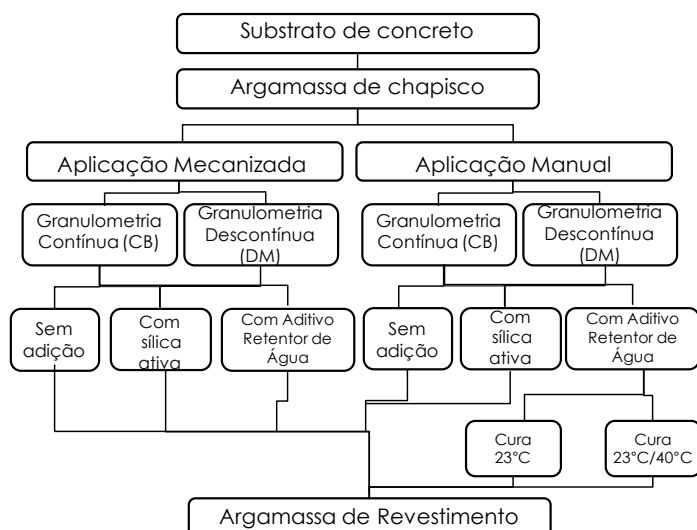 Substrato de concreto
Argamassa de chapisco
Aplicação Mecanizada
Aplicação Manual
Granulometria
Contínua (CB)
Granulometria
Descontínua
(DM)
Granulometria
Contínua (CB)
Granulometria
Descontínua
(DM)
Sem
adição
Com
sílica
ativa
Com Aditivo
Retentor de
Água
Sem
adição
Com
sílica
ativa
Com Aditivo
Retentor de
Água
Cura
23°C
Cura
23°C/40°C
Argamassa de Revestimento